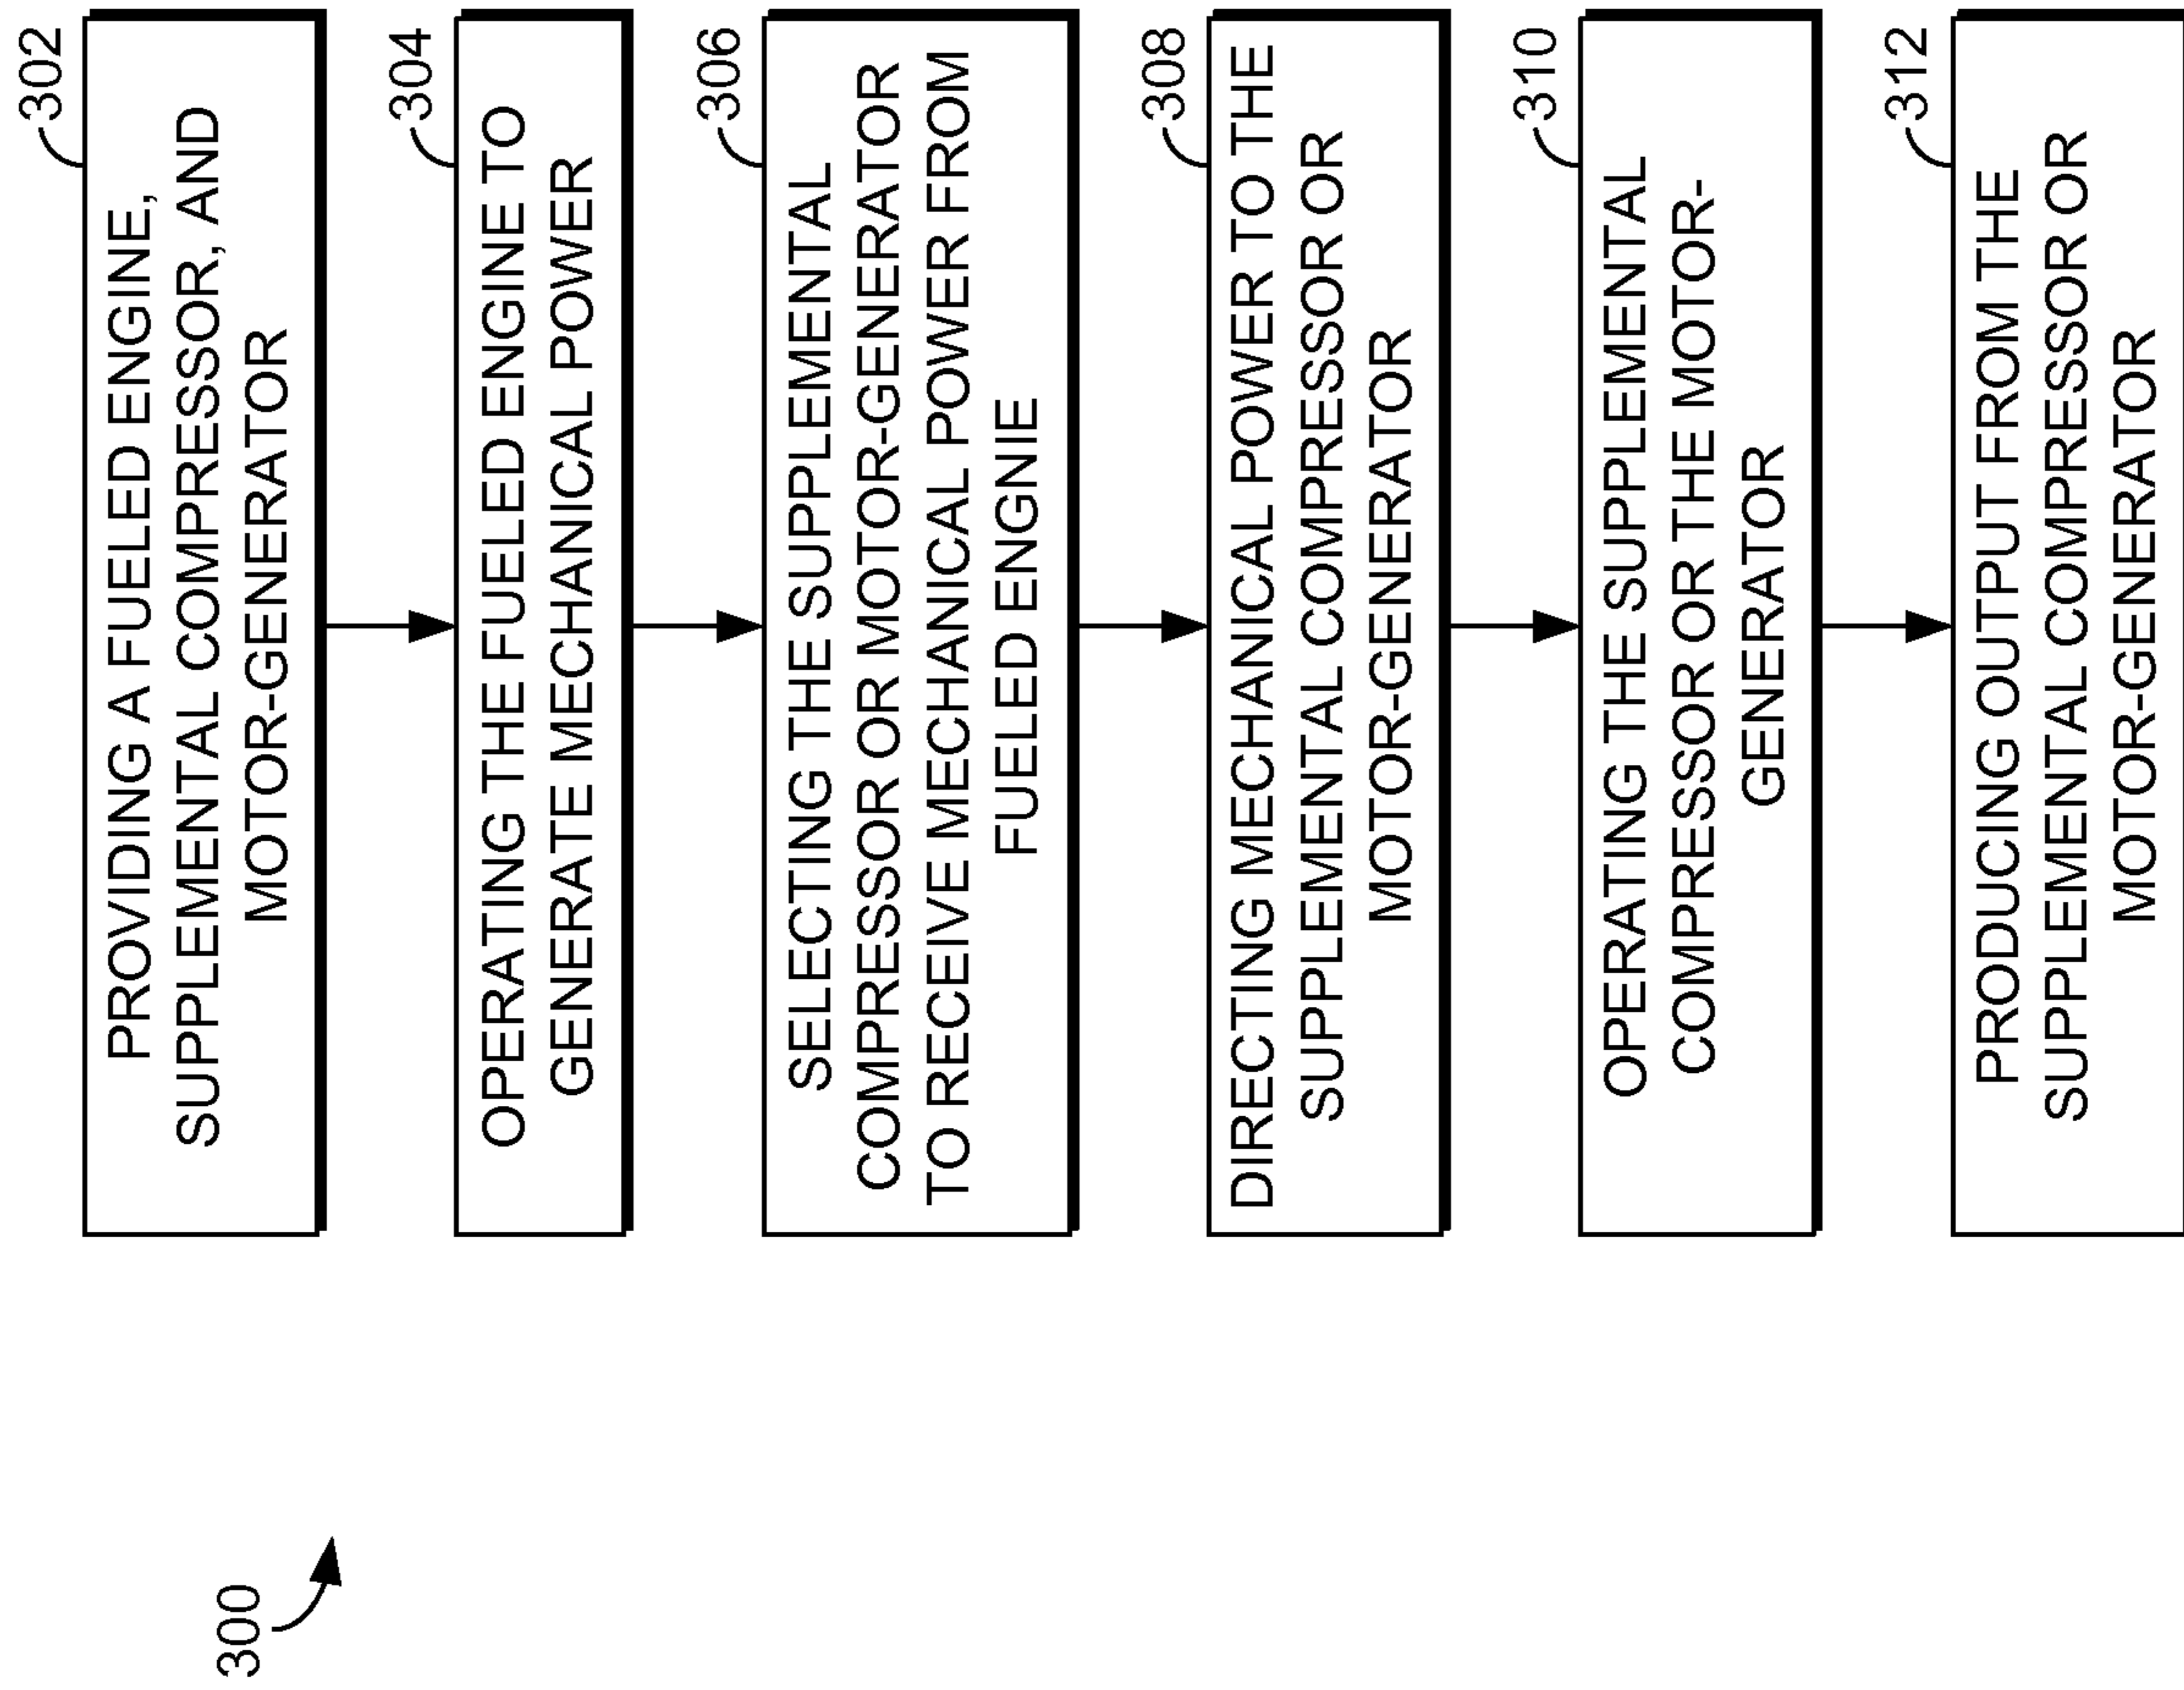 300
302
PROVIDING A FUELED ENGINE,
SUPPLEMENTAL COMPRESSOR, AND
MOTOR-GENERATOR
304
OPERATING THE FUELED ENGINE TO
GENERATE MECHANICAL POWER
306
SELECTING THE SUPPLEMENTAL
COMPRESSOR OR MOTOR-GENERATOR
TO RECEIVE MECHANICAL POWER FROM
FUELED ENGNIE
308
DIRECTING MECHANICAL POWER TO THE
SUPPLEMENTAL COMPRESSOR OR
MOTOR-GENERATOR
310
OPERATING THE SUPPLEMENTAL
COMPRESSOR OR THE MOTOR-
GENERATOR
312
PRODUCING OUTPUT FROM THE
SUPPLEMENTAL COMPRESSOR OR
MOTOR-GENERATOR